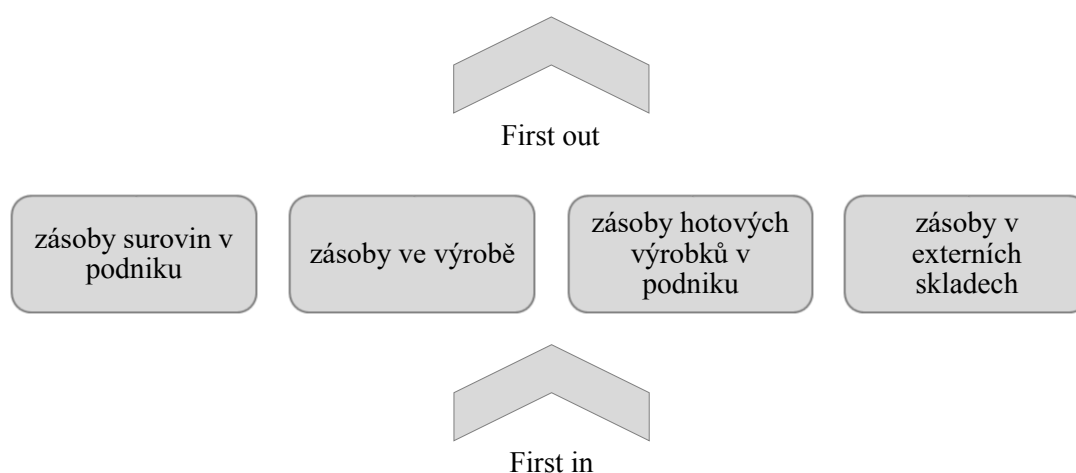 First out
zásoby surovin v
podniku
zásoby ve výrobě
zásoby hotových
výrobků v
podniku
zásoby v
externích
skladech
First in